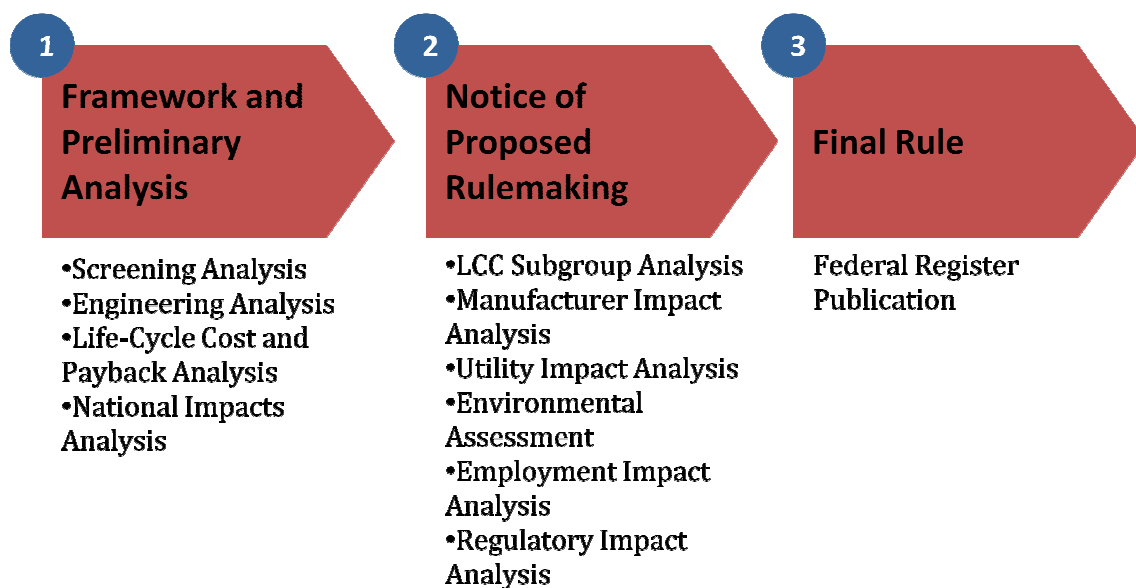 1
Framework and
Preliminary
Analysis
•Screening Analysis
•Engineering Analysis
•Life-Cycle Cost and
Payback Analysis
•National Impacts
Analysis
2
Notice of
Proposed
Rulemaking
•LCC Subgroup Analysis
•Manufacturer Impact
Analysis
•Utility Impact Analysis
•Environmental
Assessment
•Employment Impact
Analysis
•Regulatory Impact
Analysis
3
Final Rule
Federal Register
Publication